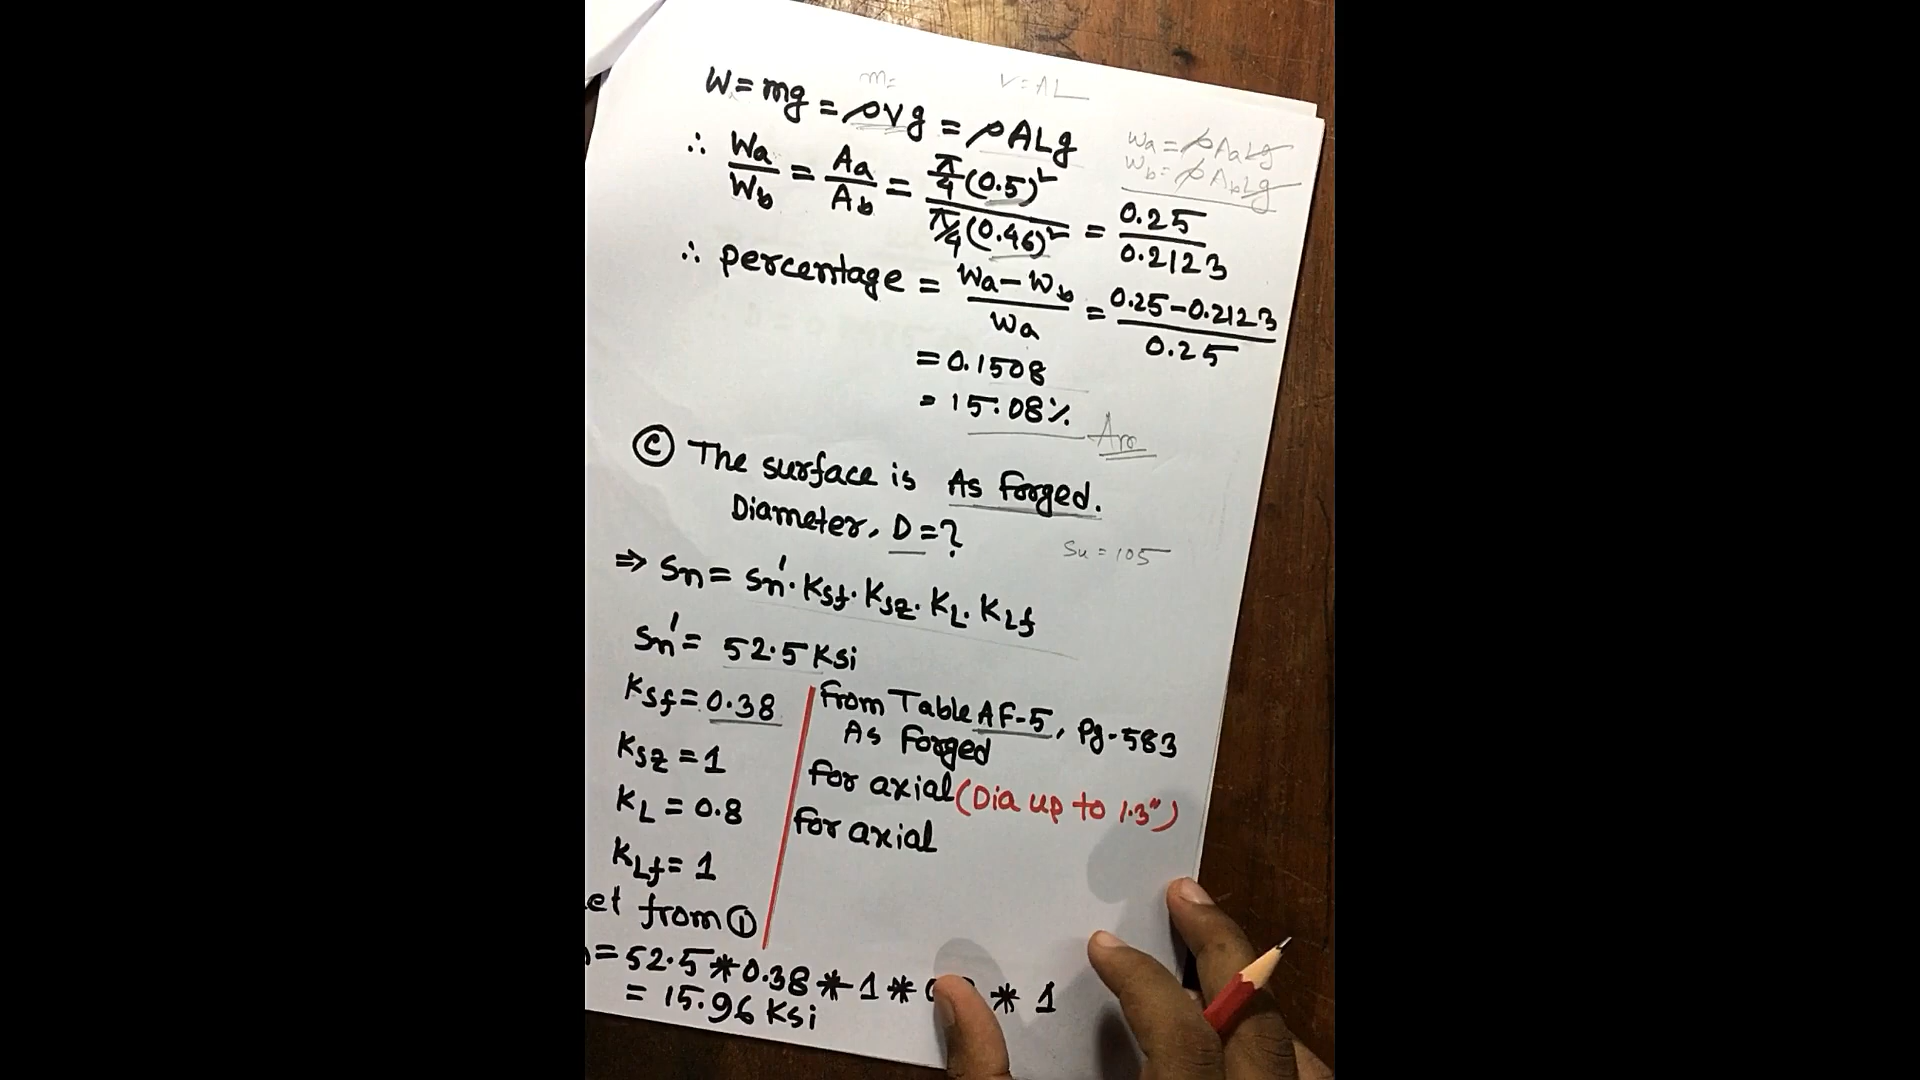 m=
V=AL
W=mg=ρVg=ρALg
Wa=ρAaLg
Wb=ρAbLg
∴ Wa/Wb = Aa/Ab = π/4(0.5)²/π/4(0.46)² = 0.25/0.2123
∴ percentage = Wa-Wb/Wa = 0.25-0.2123/0.25
=0.1508
= 15.08%
© The surface is As Forged.
Diameter, D=?
Su = 105
⇒ Sn= Sn'.Ksf.Ksz.KL.KLf
Sn'= 52.5 Ksi
Ksf=0.38
From Table AF-5, Pg-583
As Forged
Ksz=1
For axial (Dia up to 1.3")
KL=0.8
For axial
KLf=1
et from ①
=52.5*0.38*1* * 1
= 15.96 Ksi